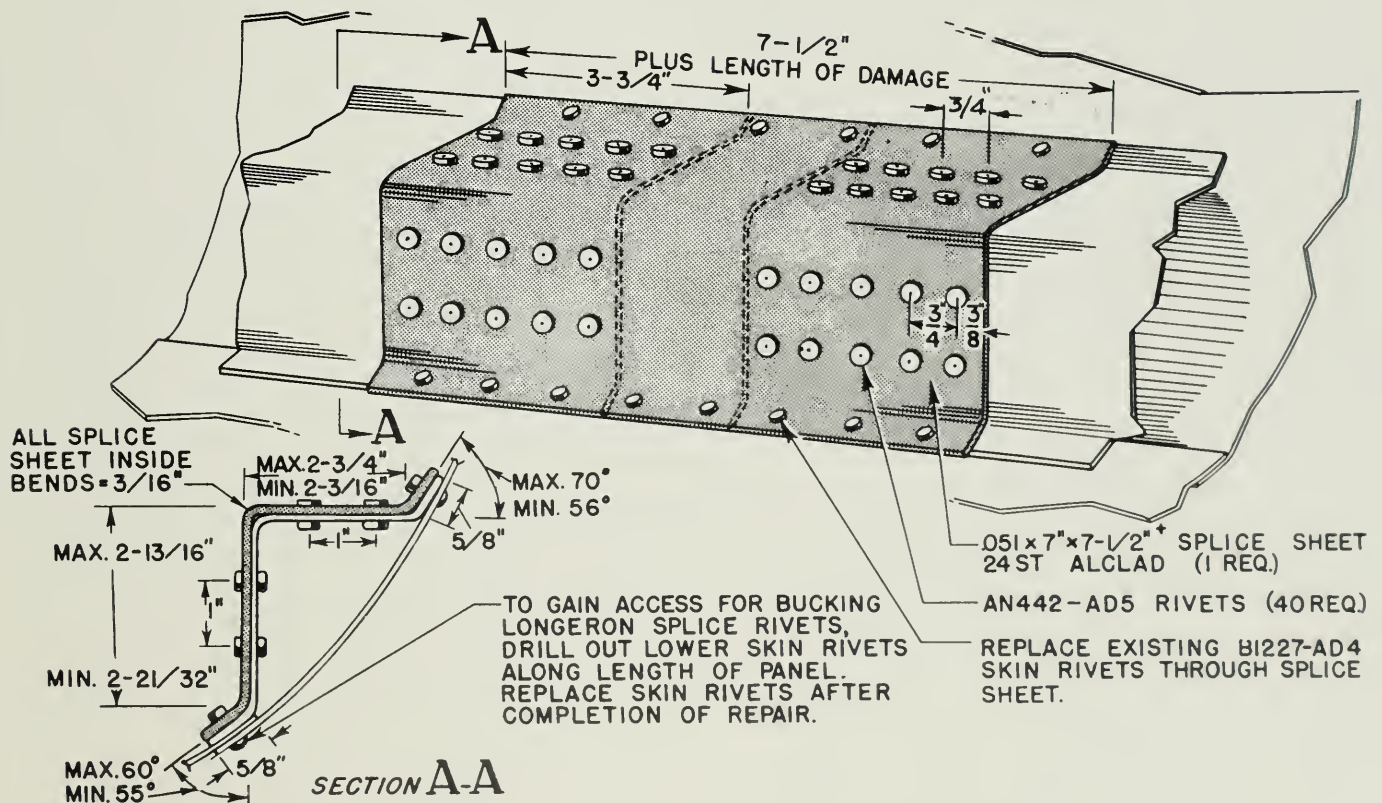 A
7-1/2"
PLUS LENGTH OF DAMAGE
3-3/4"
3/4"
3"
4
3"
8
A
ALL SPLICE
SHEET INSIDE
BENDS=3/16"
MAX. 2-3/4"
MIN. 2-3/16"
MAX. 70°
MIN. 56°
5/8"
1"
MAX. 2-13/16"
1"
MIN. 2-21/32"
MAX. 60°
MIN. 55°
5/8"
SECTION A-A
TO GAIN ACCESS FOR BUCKING
LONGERON SPLICE RIVETS,
DRILL OUT LOWER SKIN RIVETS
ALONG LENGTH OF PANEL.
REPLACE SKIN RIVETS AFTER
COMPLETION OF REPAIR.
.051 x 7" x 7-1/2"+ SPLICE SHEET
24 ST ALCLAD (1 REQ.)
AN442-AD5 RIVETS (40 REQ.)
REPLACE EXISTING B1227-AD4
SKIN RIVETS THROUGH SPLICE
SHEET.